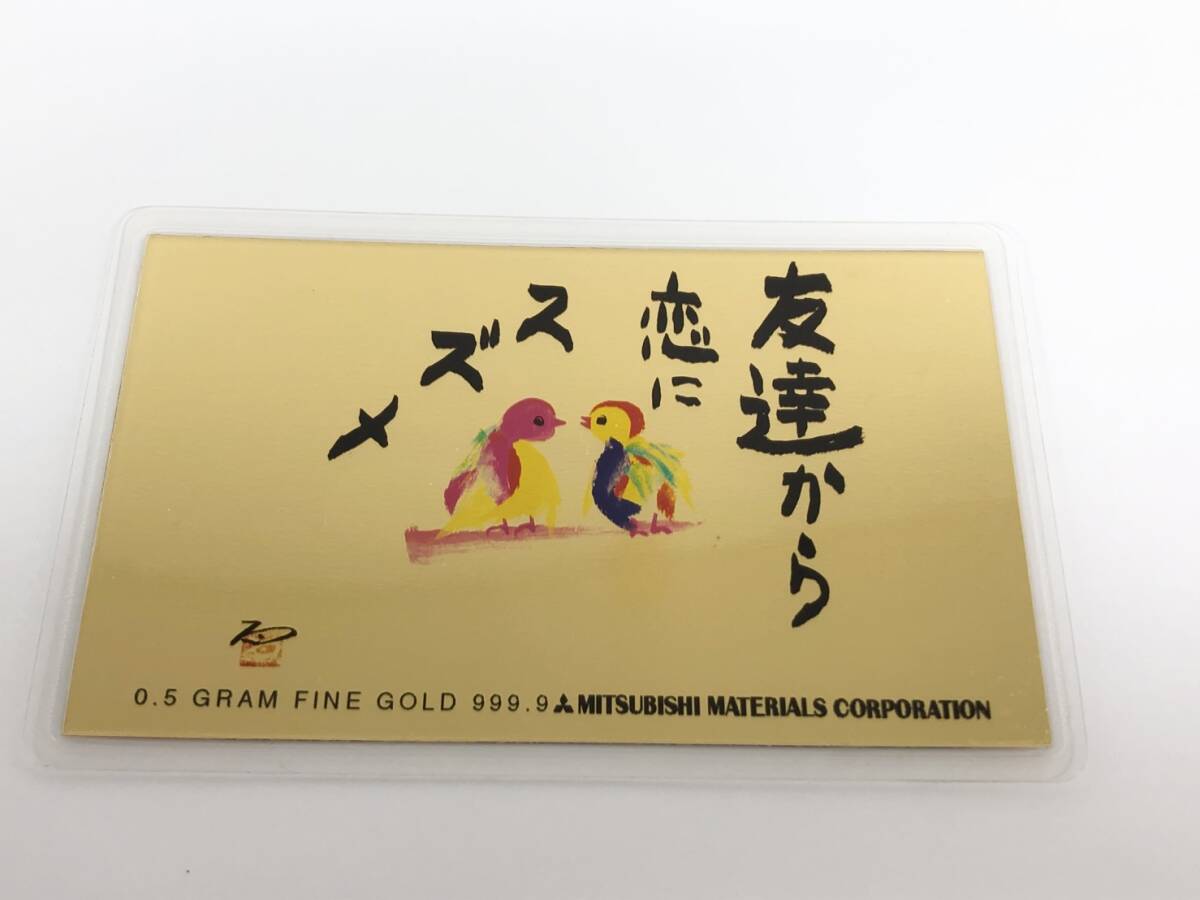 友達から
恋に
スズメ
0.5 GRAM FINE GOLD 999.9 MITSUBISHI MATERIALS CORPORATION